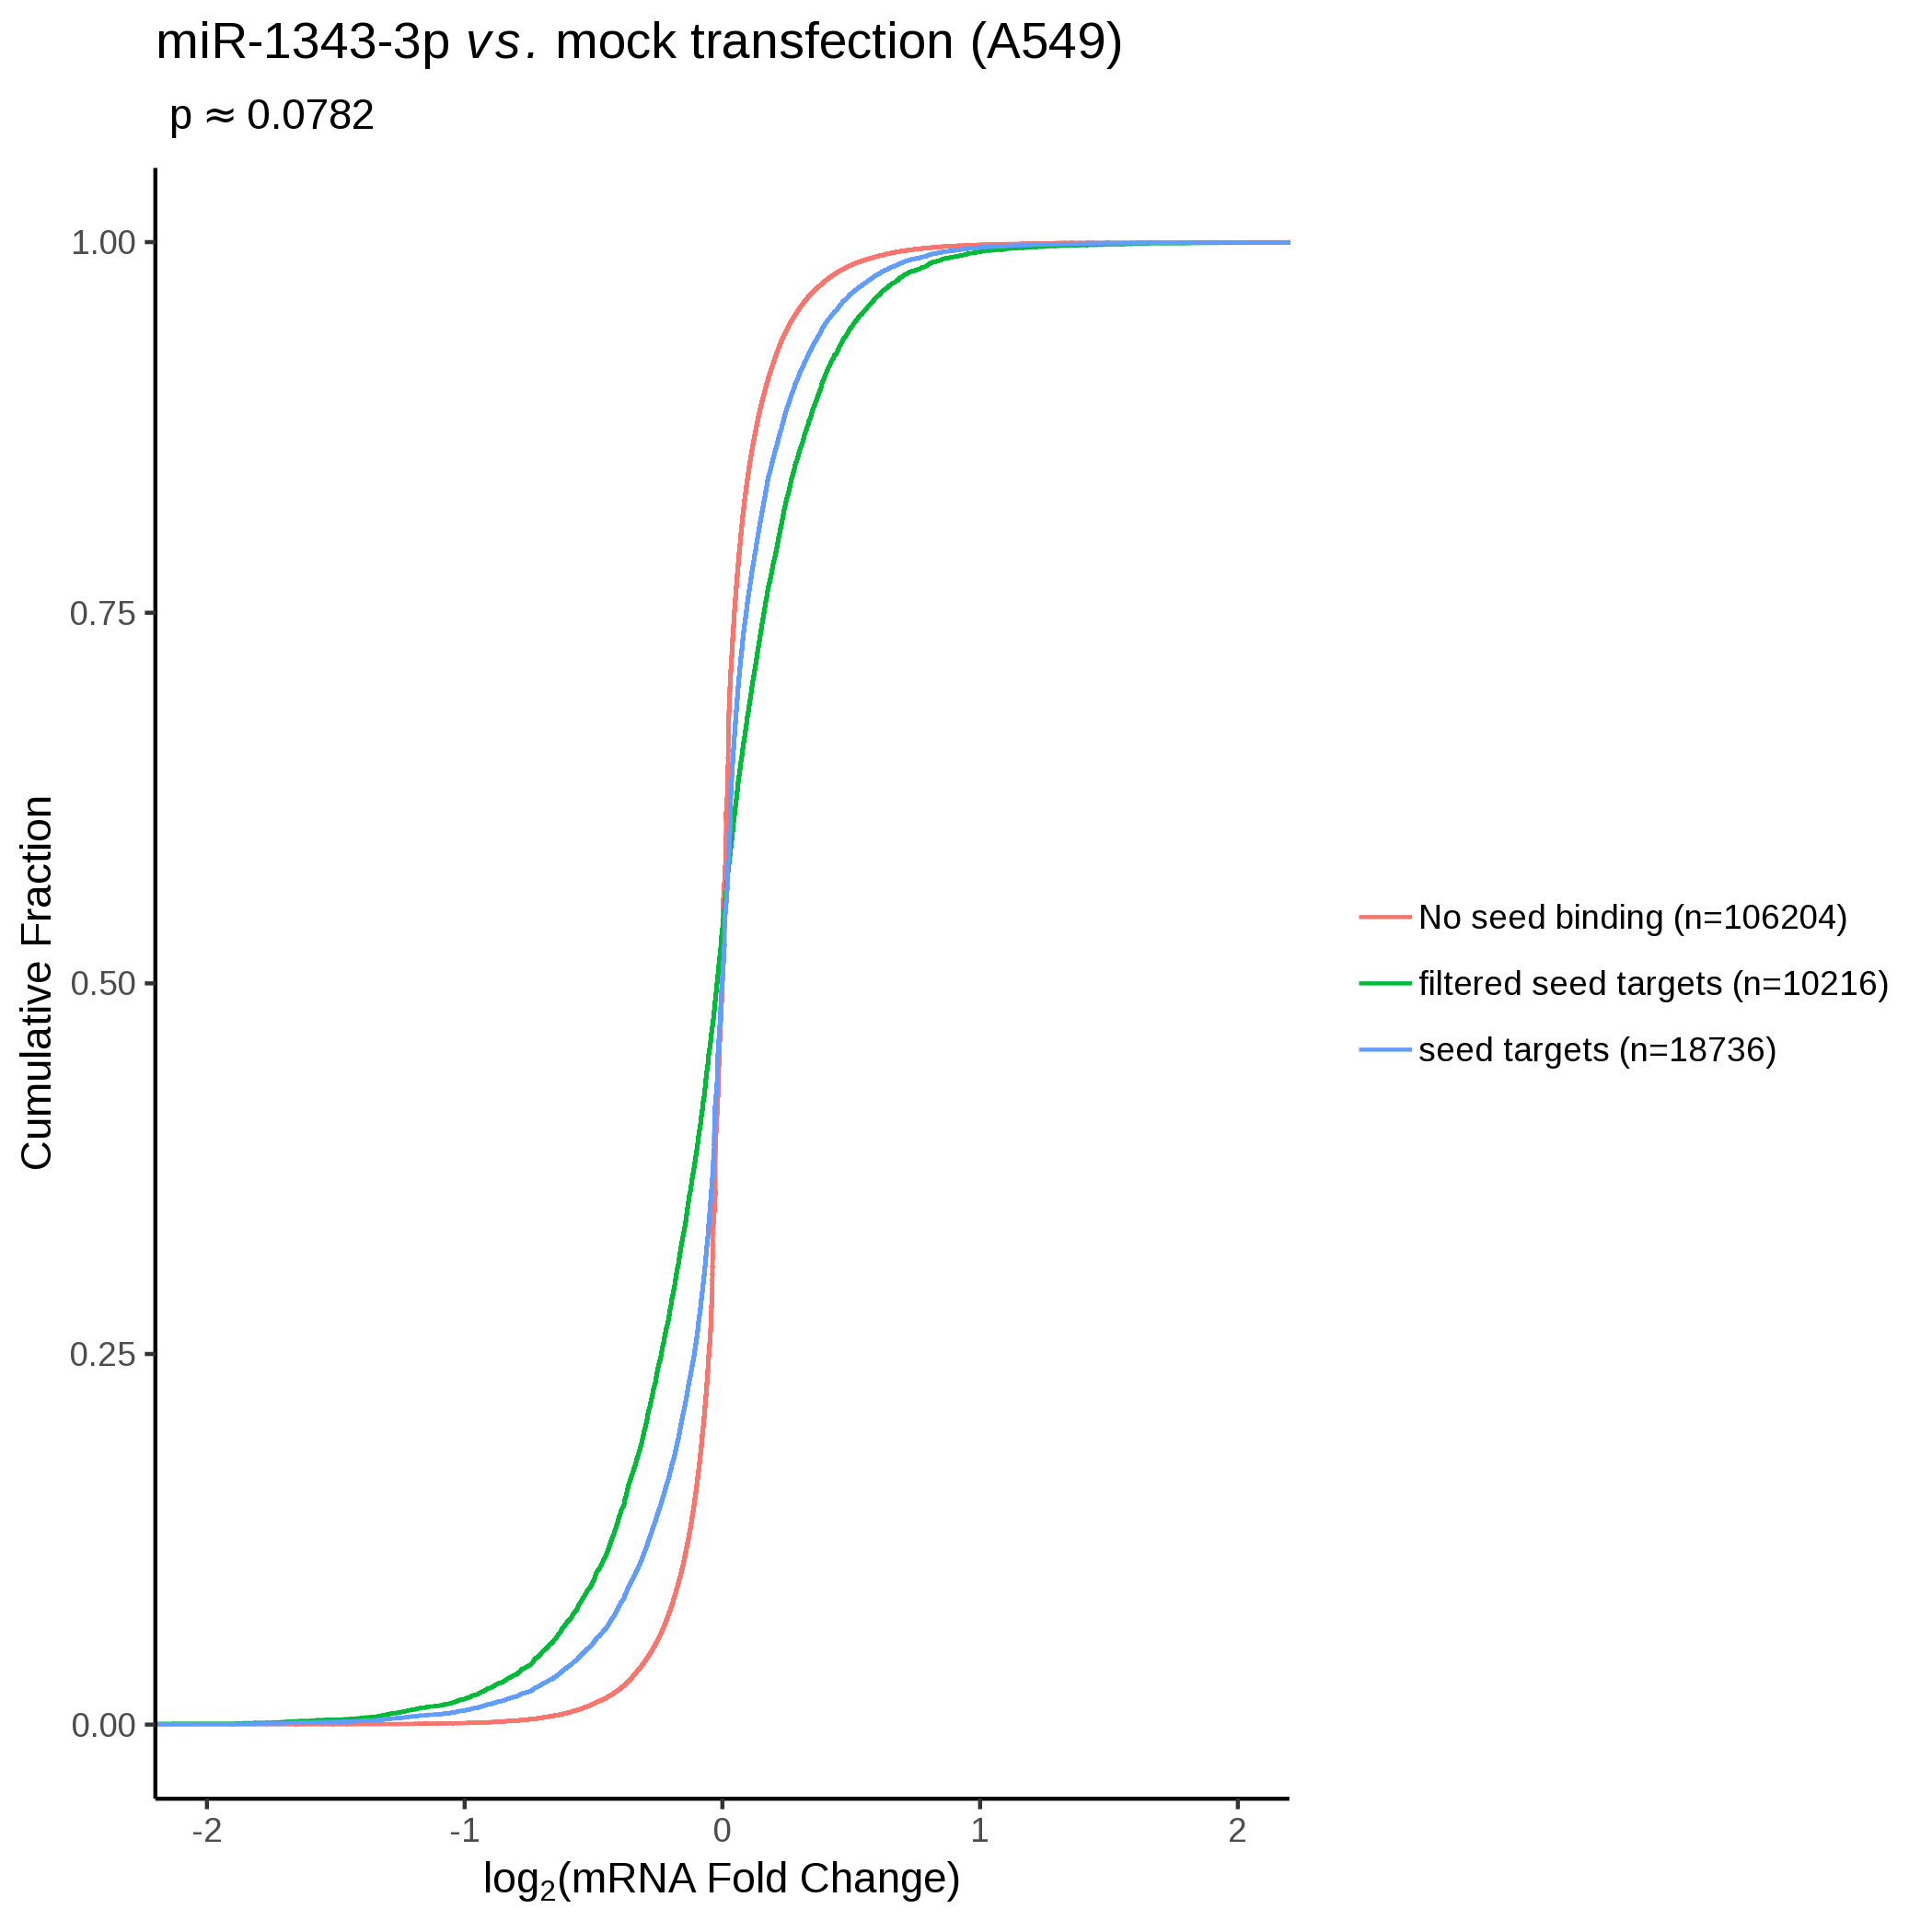 miR-1343-3p vs. mock transfection (A549)
p ≈ 0.0782
1.00
0.75
0.50
0.25
0.00
Cumulative Fraction
No seed binding (n=106204)
filtered seed targets (n=10216)
seed targets (n=18736)
-2 -1 0 1 2
log₂(mRNA Fold Change)